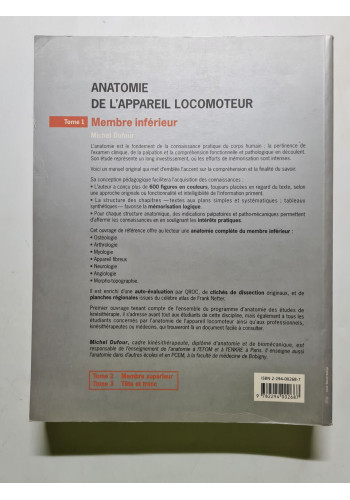 ANATOMIE
DE L'APPAREIL LOCOMOTEUR
Tome 1 Membre inférieur
Michel Dufour
L'anatomie est le fondement de la connaissance pratique du corps humain : la pertinence de
l'examen clinique, de la palpation et la compréhension fonctionnelle et pathologique en découlent.
Son étude représente un long investissement, où les efforts de mémorisation sont intenses.
Voici un manuel original qui met d'emblée l'accent sur la compréhension et la finalité du savoir.
Sa conception pédagogique facilitera l'acquisition des connaissances :
• L'auteur a conçu plus de 600 figures en couleurs, toujours placées en regard du texte, selon
une approche originale où fonctionnalité et intelligibilité de l'information priment.
• La structure des chapitres —textes aux plans simples et systématiques ; tableaux
synthétiques— favorise la mémorisation logique.
• Pour chaque structure anatomique, des indications palpatoires et patho-mécaniques permettent
d'affermir les connaissances en en soulignant les intérêts pratiques.
Cet ouvrage de référence offre au lecteur une anatomie complète du membre inférieur :
• Ostéologie
• Arthrologie
• Myologie
• Appareil fibreux
• Neurologie
• Angiologie
• Morpho-topographie.
Il est enrichi d'une auto-évaluation par QROC, de clichés de dissection originaux, et de
planches régionales issues du célèbre atlas de Frank Netter.
Premier ouvrage tenant compte de l'ensemble du programme d'anatomie des études de
kinésithérapie, il s'adresse avant tout aux étudiants de cette discipline, mais également à tous les
étudiants concernés par l'anatomie de l'appareil locomoteur ainsi qu'aux professionnels,
kinésithérapeutes ou médecins, qui trouveront là un document facile à consulter.
Michel Dufour, cadre kinésithérapeute, diplômé d'anatomie et de biomécanique, est
responsable de l'enseignement de l'anatomie à l'EFOM et à l'ENKRE, à Paris. Il enseigne aussi
l'anatomie dans d'autres écoles et en PCEM, à la faculté de médecine de Bobigny.
Tome 2 Membre supérieur
Tome 3 Tête et tronc
ISBN 2-294-00268-7
9 782294 002687